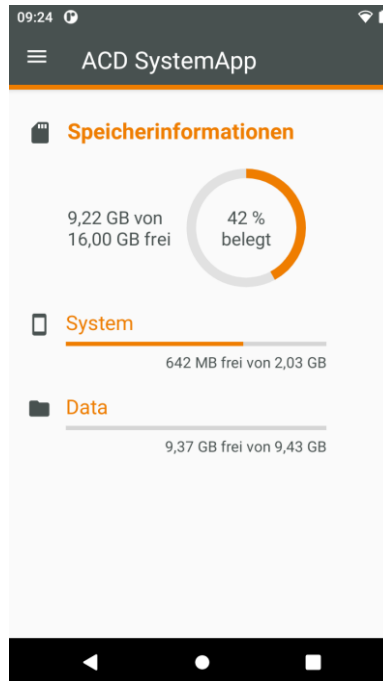 09:24
ACD SystemApp
Speicherinformationen
9,22 GB von
16,00 GB frei
42 %
belegt
System
642 MB frei von 2,03 GB
Data
9,37 GB frei von 9,43 GB